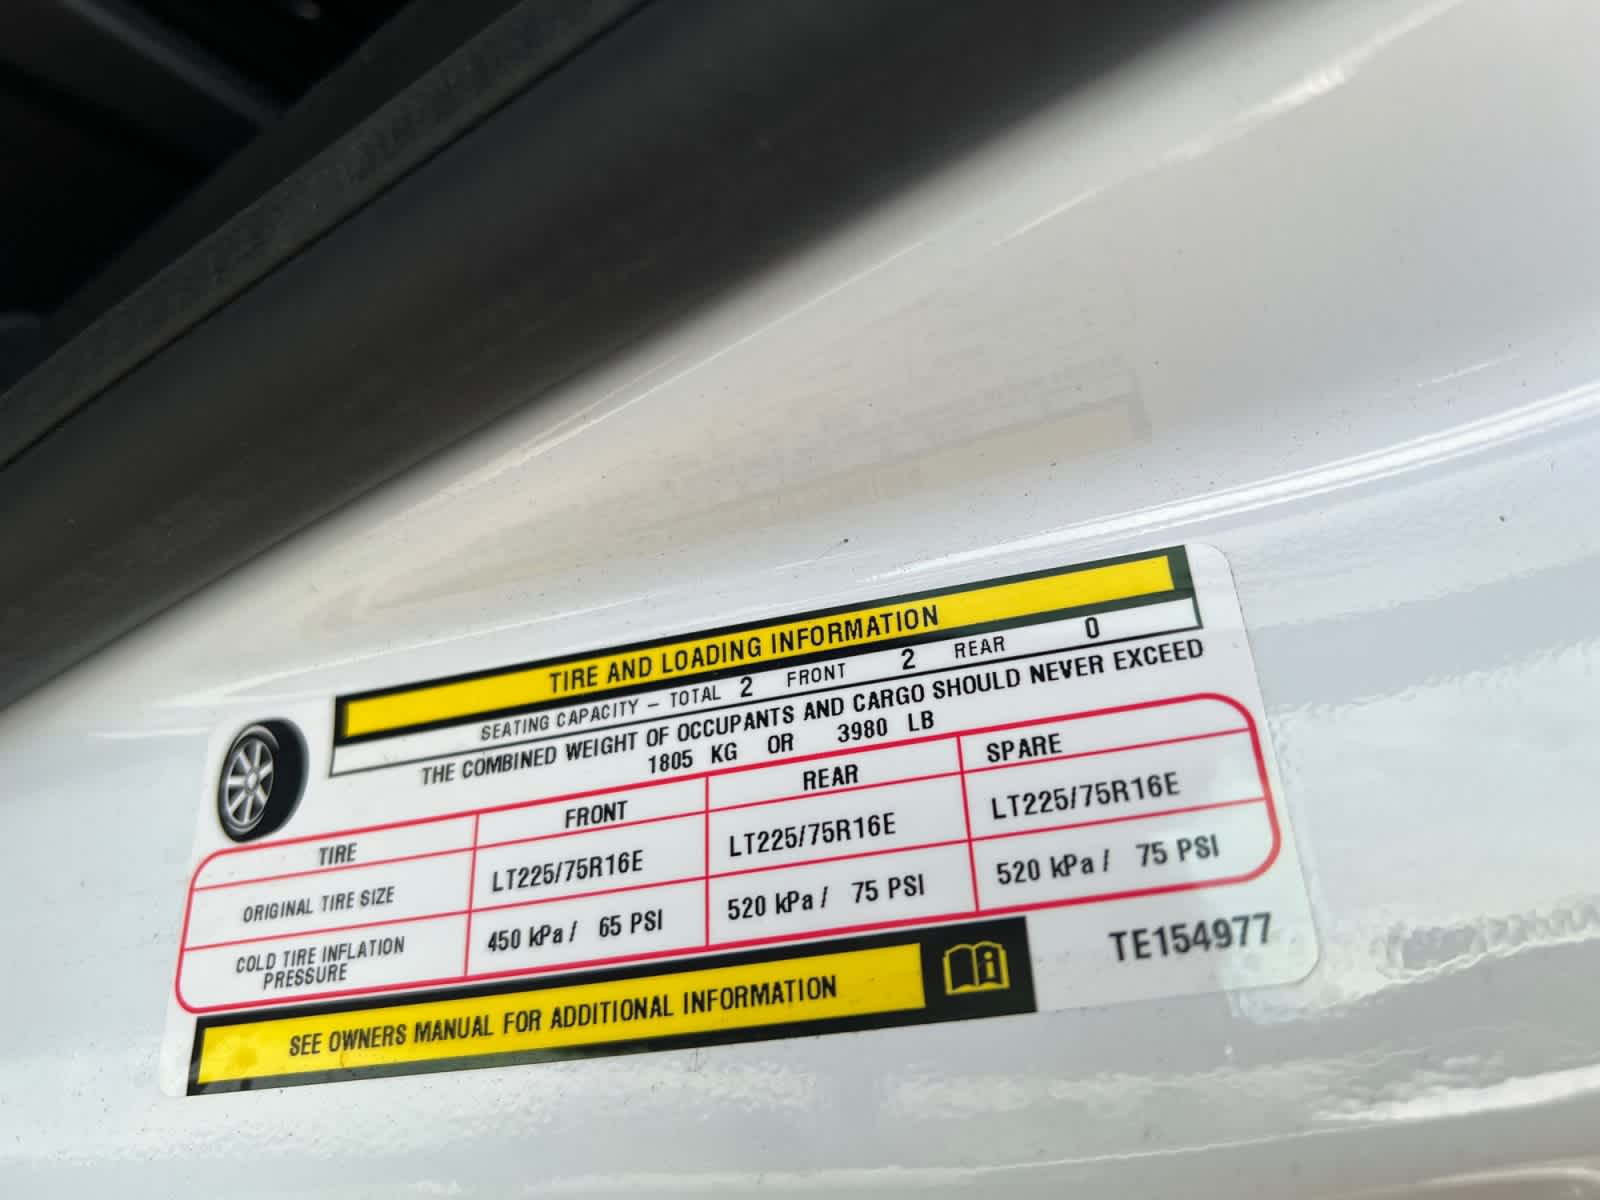 TIRE AND LOADING INFORMATION
SEATING CAPACITY – TOTAL 2 FRONT 2 REAR 0
THE COMBINED WEIGHT OF OCCUPANTS AND CARGO SHOULD NEVER EXCEED
1805 KG OR 3980 LB
TIRE FRONT REAR SPARE
ORIGINAL TIRE SIZE LT225/75R16E LT225/75R16E LT225/75R16E
COLD TIRE INFLATION
PRESSURE 450 kPa / 65 PSI 520 kPa / 75 PSI 520 kPa / 75 PSI
SEE OWNERS MANUAL FOR ADDITIONAL INFORMATION
TE154977